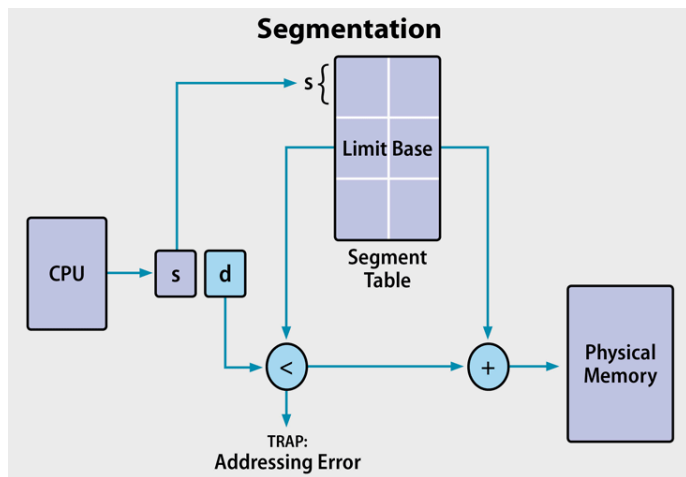 Segmentation
s {
Limit Base
Segment
Table
CPU
s
d
<
+
Physical
Memory
TRAP:
Addressing Error